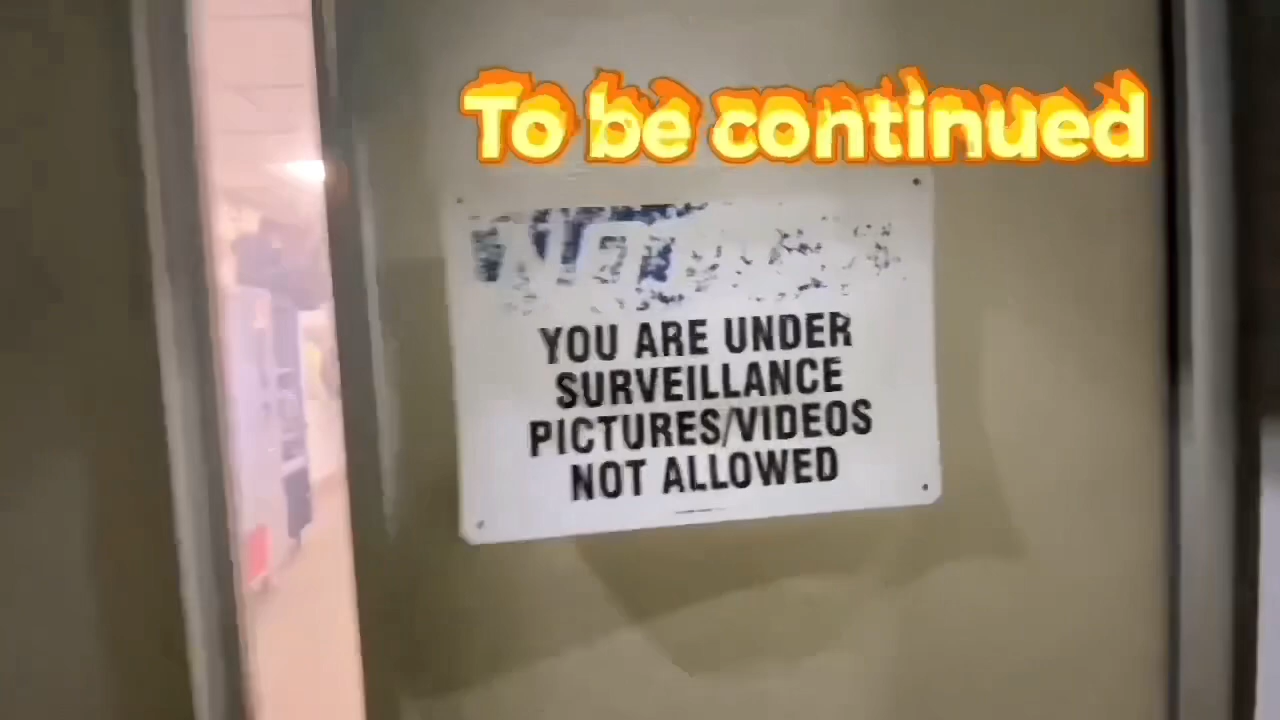 To be continued
YOU ARE UNDER
SURVEILLANCE
PICTURES/VIDEOS
NOT ALLOWED